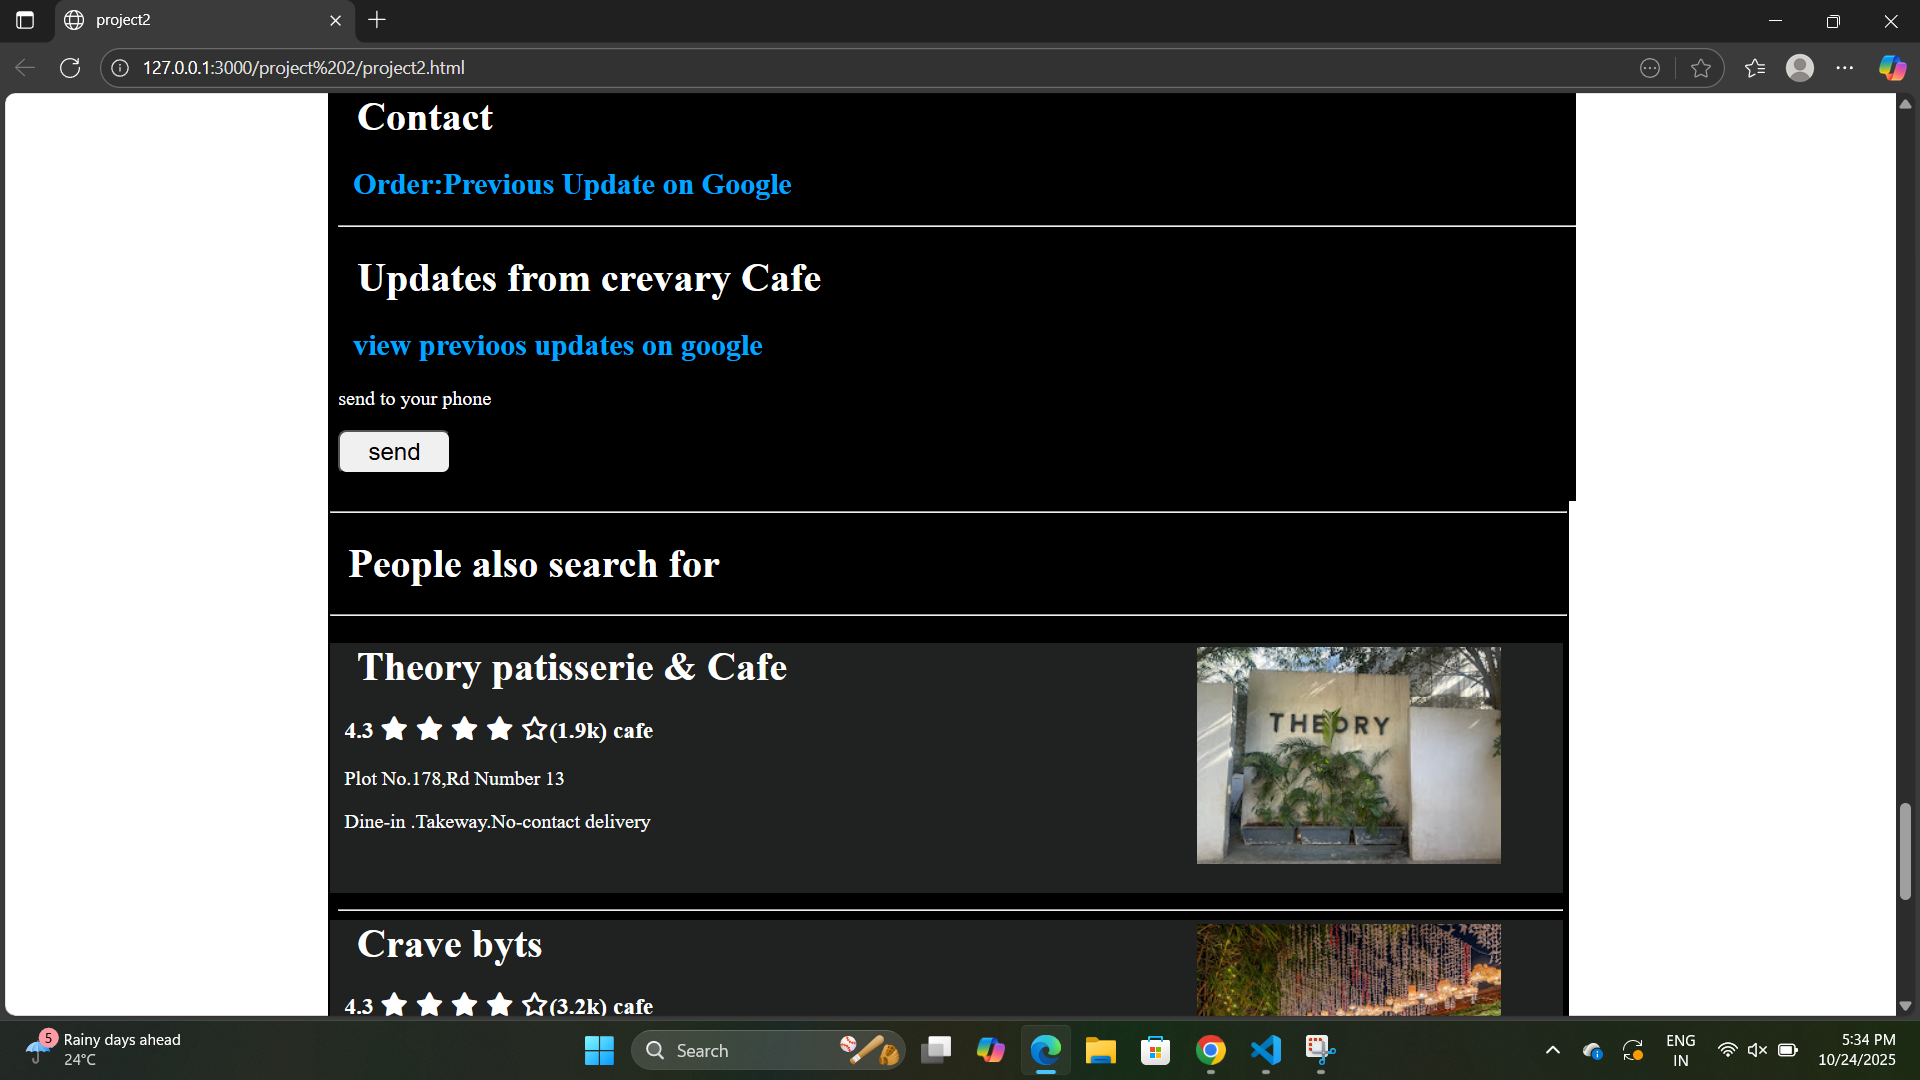 project2
127.0.0.1:3000/project%202/project2.html
Contact
Order:Previous Update on Google
Updates from crevary Cafe
view previoos updates on google
send to your phone
send
People also search for
Theory patisserie & Cafe
4.3 (1.9k) cafe
Plot No.178,Rd Number 13
Dine-in .Takeway.No-contact delivery
THEORY
Crave byts
4.3 (3.2k) cafe
5
Rainy days ahead
24°C
Search
ENG
IN
5:34 PM
10/24/2025